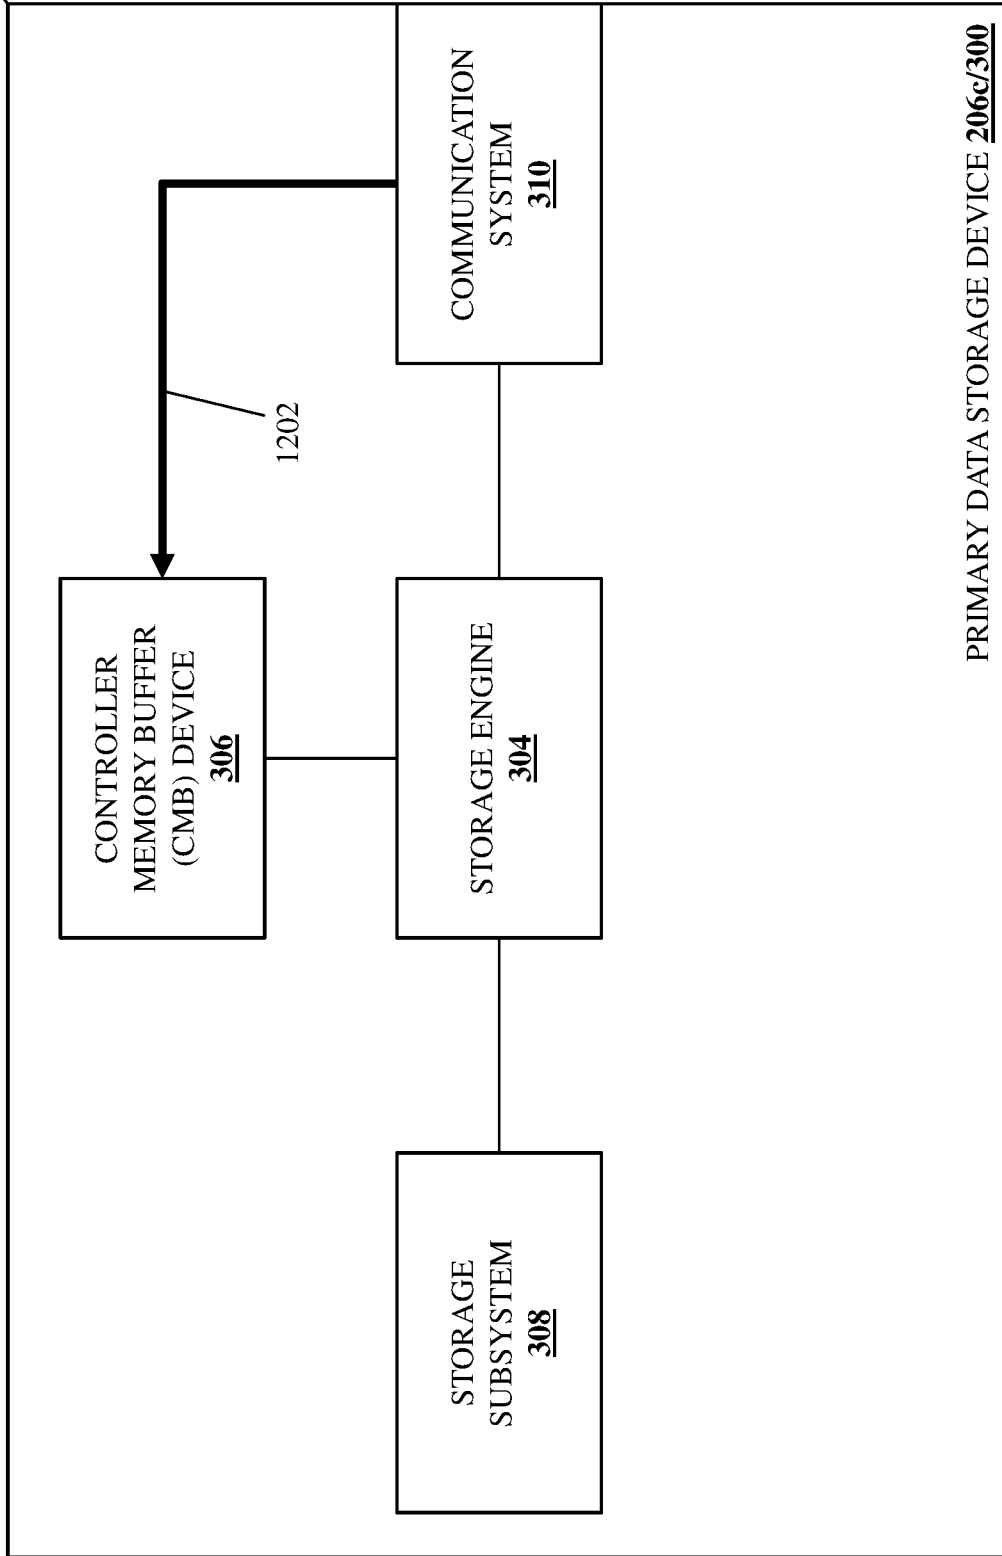 CONTROLLER
MEMORY BUFFER
(CMB) DEVICE
306
1202
STORAGE
SUBSYSTEM
308
STORAGE ENGINE
304
COMMUNICATION
SYSTEM
310
PRIMARY DATA STORAGE DEVICE 206c/300